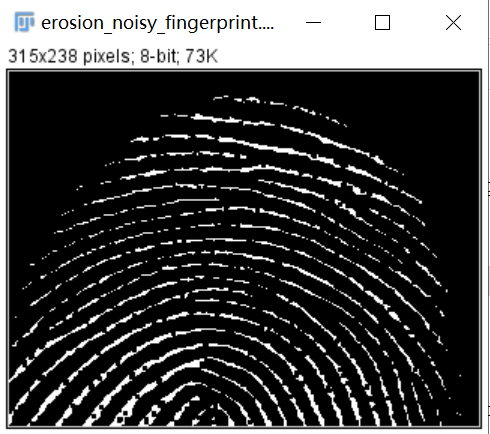 erosion_noisy_fingerprint....
315x238 pixels; 8-bit; 73K